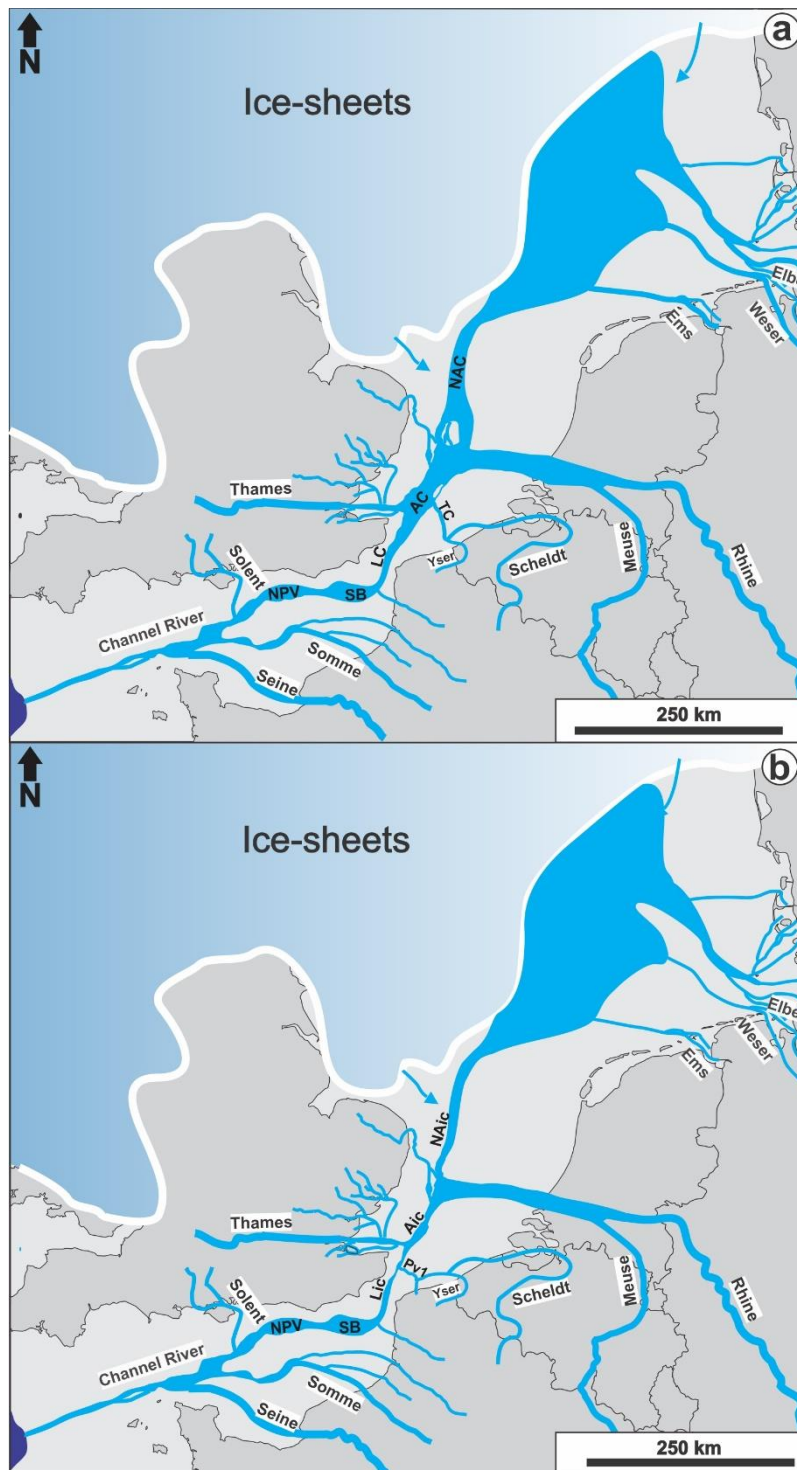 a
N
Ice-sheets
Elbe
Weser
Ems
NAC
Thames
AC
TC
LC
Yser
Scheldt
Meuse
Rhine
Solent
NPV
SB
Channel River
Somme
Seine
250 km
b
N
Ice-sheets
Elbe
Weser
Ems
NAic
Thames
Aic
Pv1
Lic
Yser
Scheldt
Meuse
Rhine
Solent
NPV
SB
Channel River
Somme
Seine
250 km